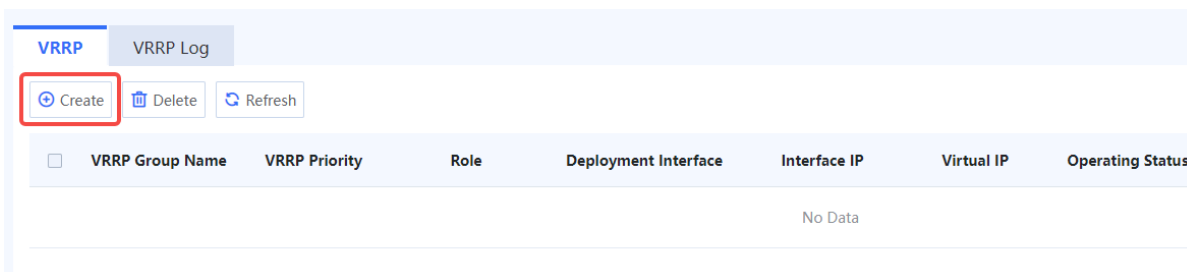 VRRP VRRP Log
Create Delete Refresh
VRRP Group Name VRRP Priority Role Deployment Interface Interface IP Virtual IP Operating Status
No Data